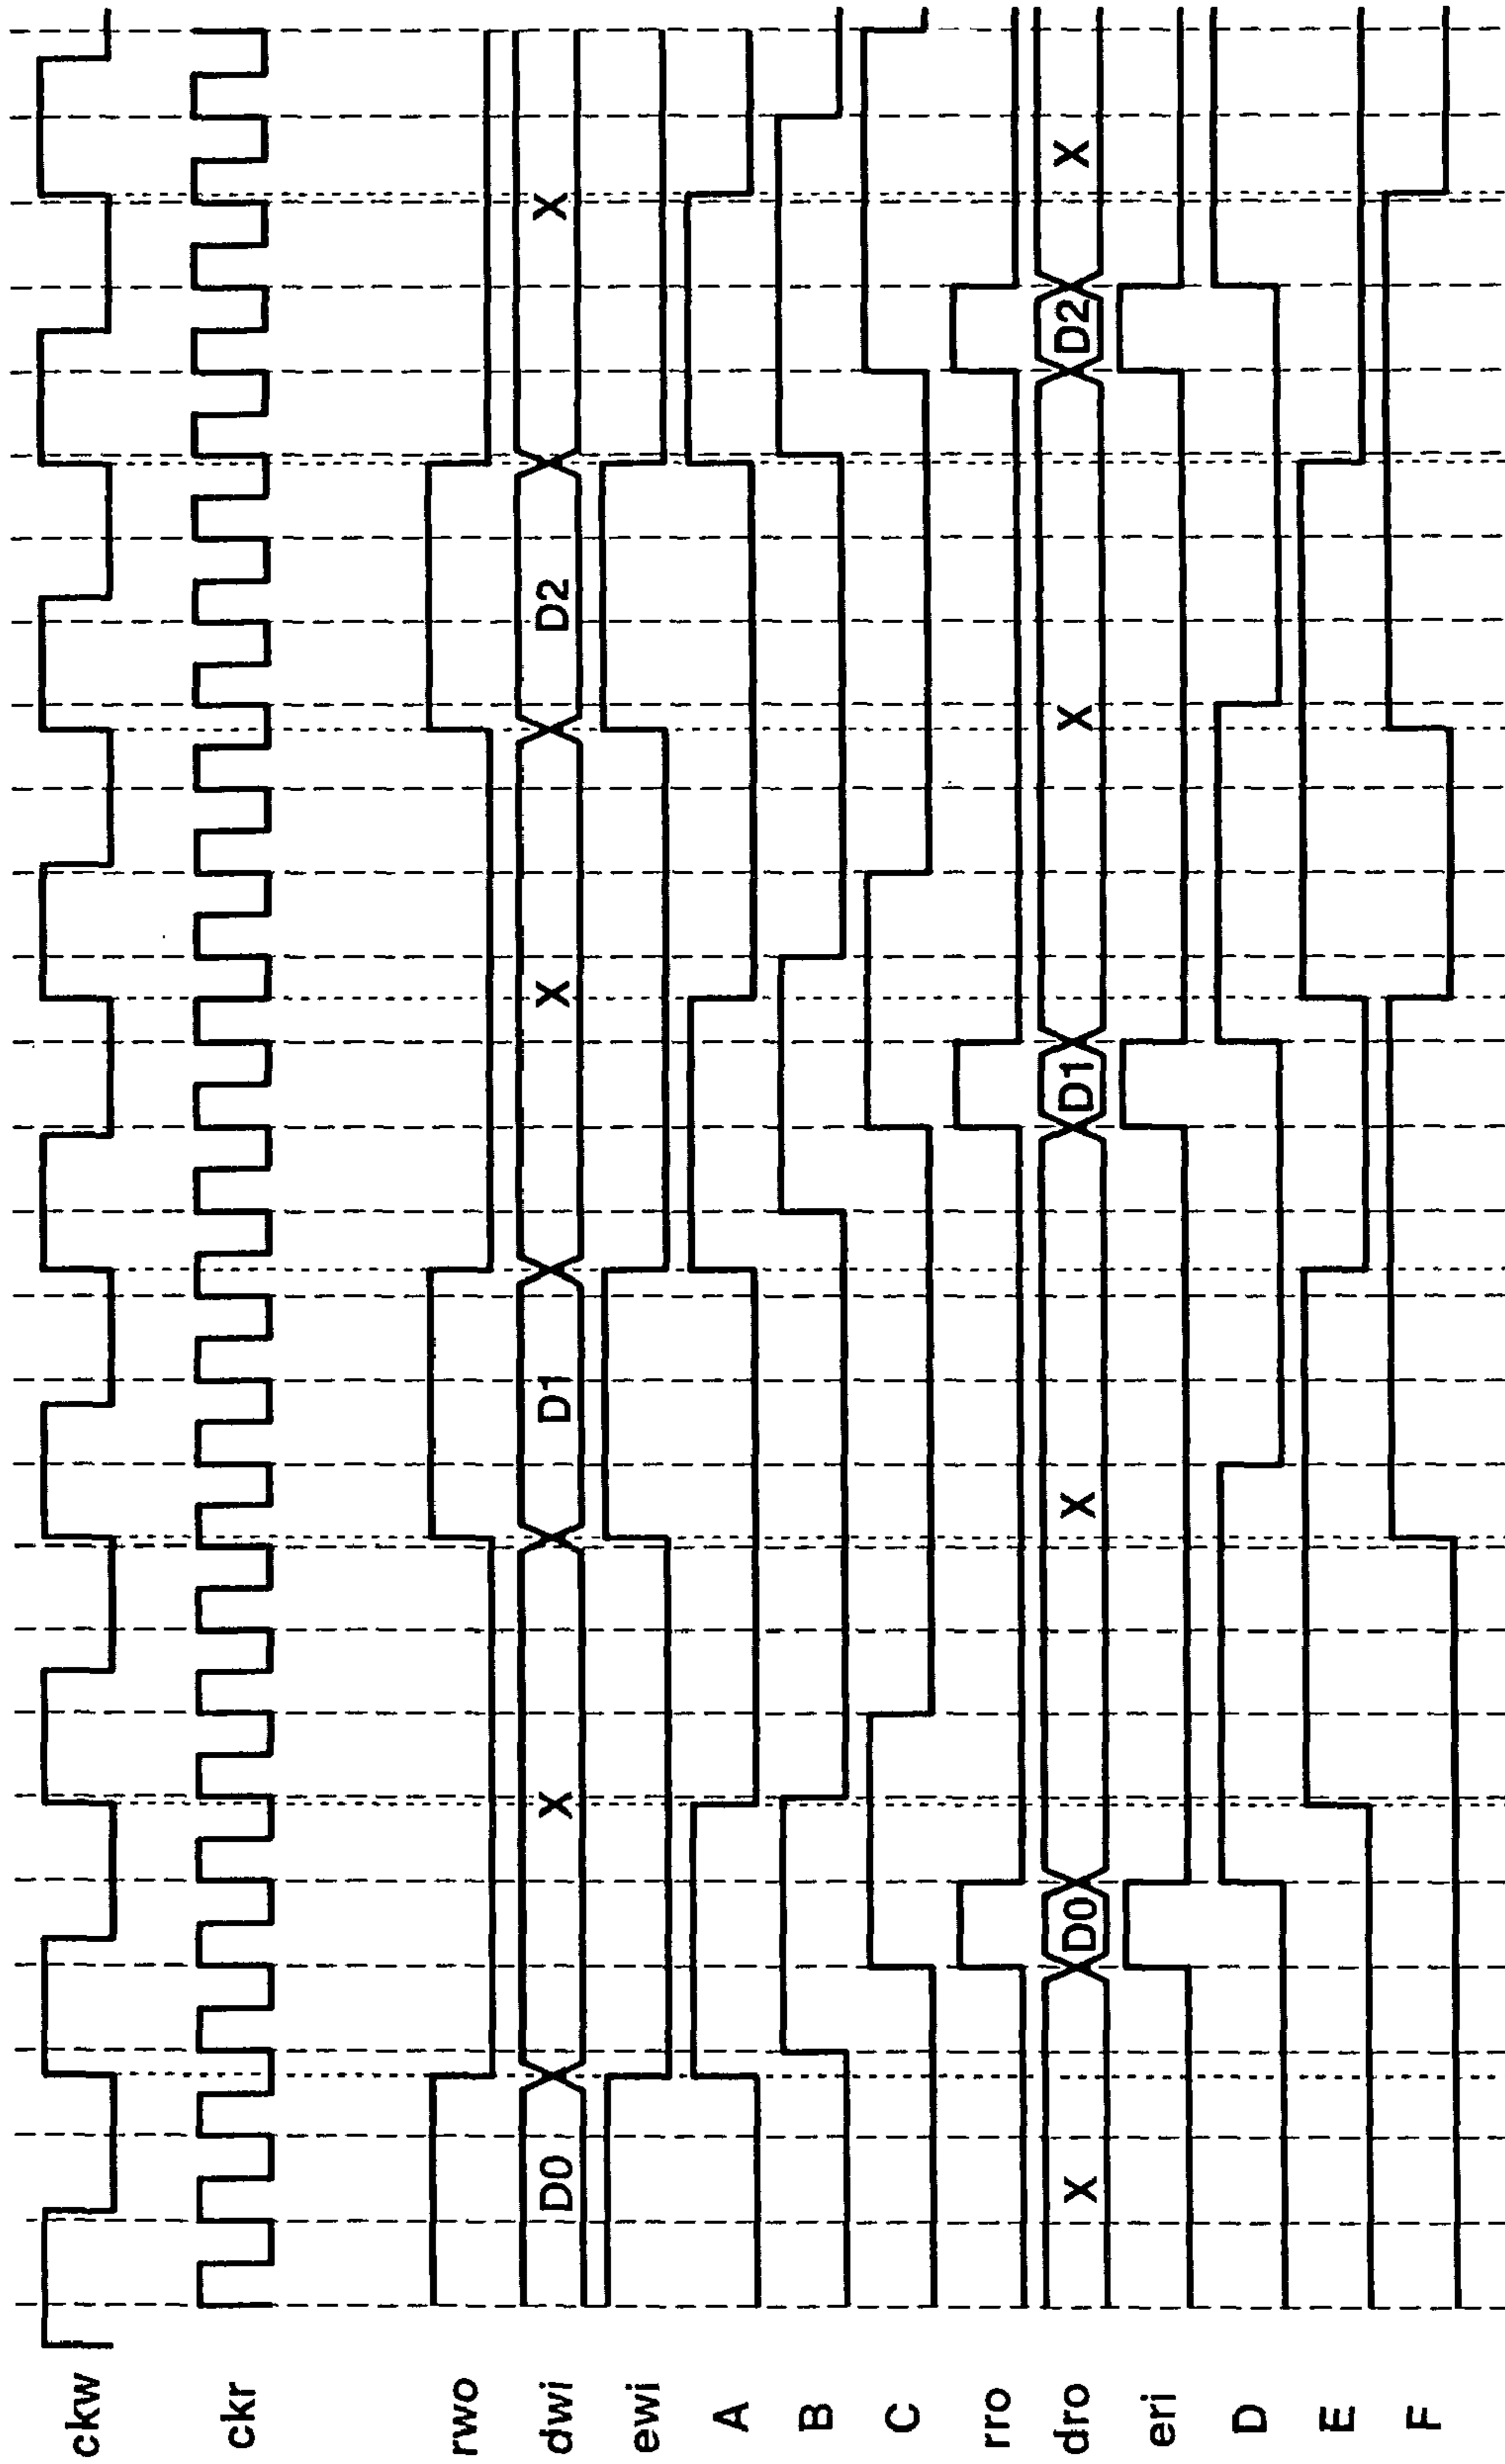 ckw
ckr
rwo
dwi D0 X D1 X D2 X
ewi
A
B
C
rro
dro X D0 X D1 X D2 X
eri
D
E
F